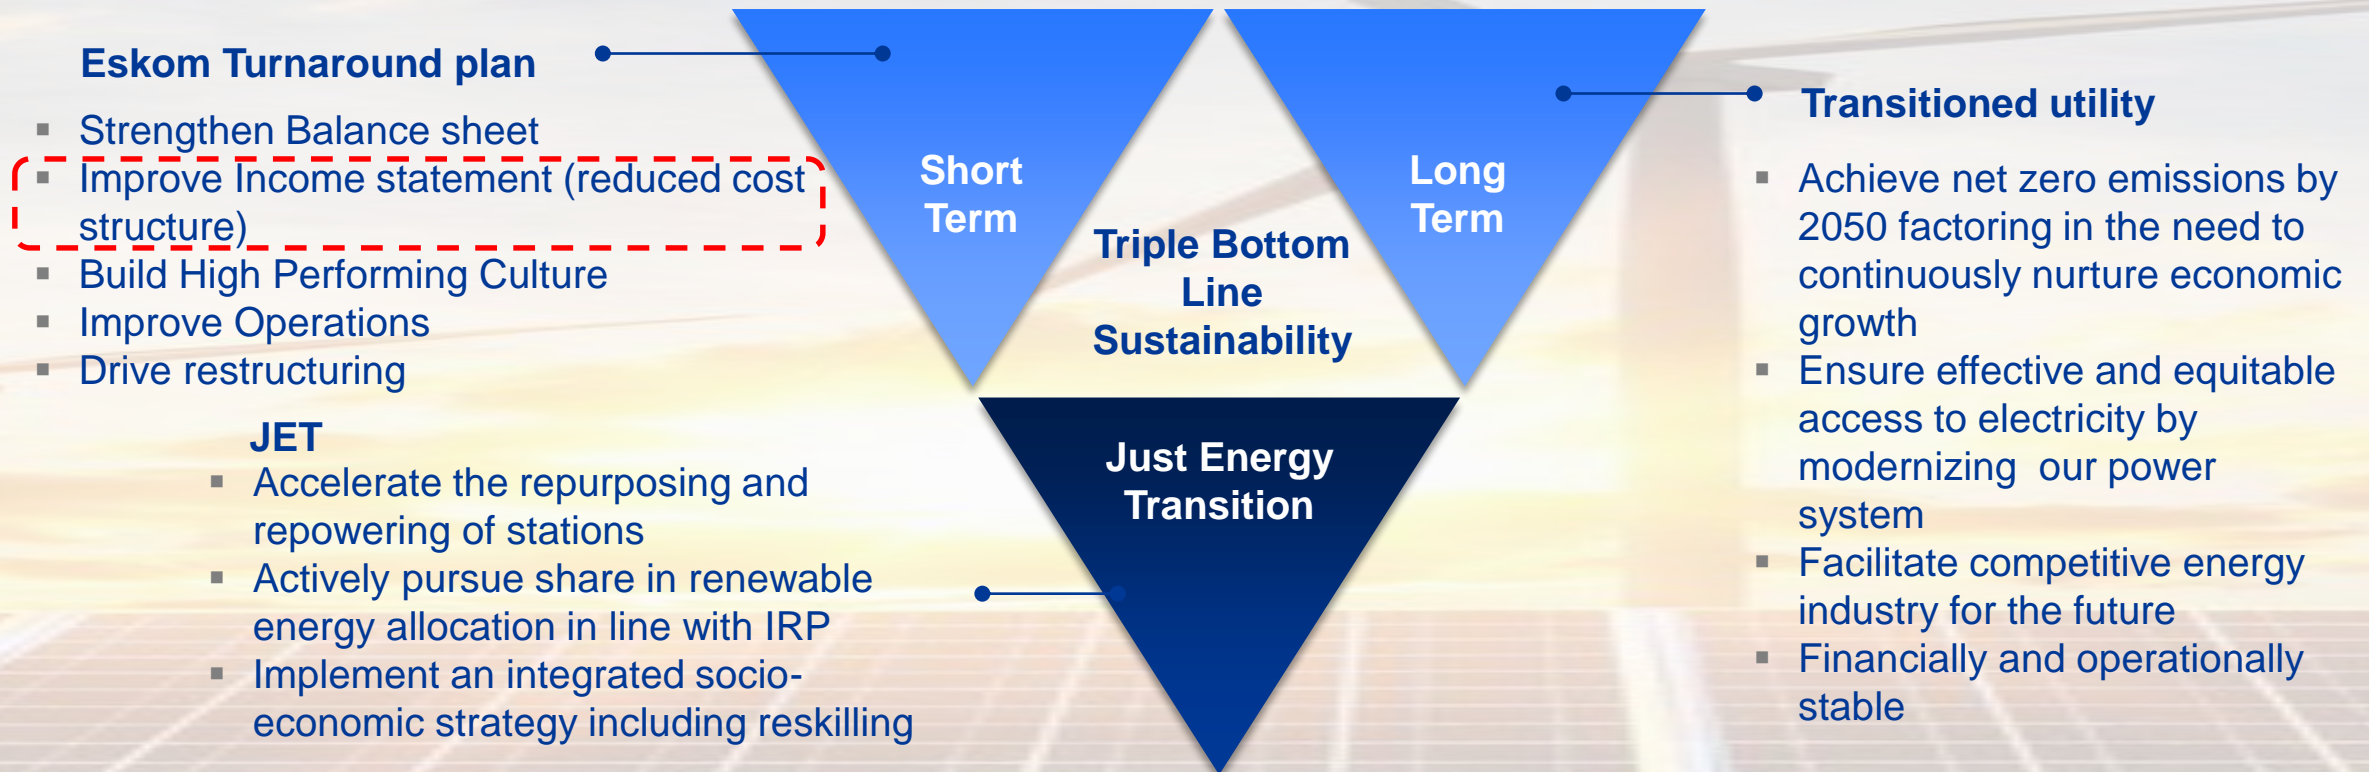 Eskom Turnaround plan
Strengthen Balance sheet
Improve Income statement (reduced cost
structure)
Build High Performing Culture
Improve Operations
Drive restructuring
JET
Accelerate the repurposing and
repowering of stations
Actively pursue share in renewable
energy allocation in line with IRP
Implement an integrated socio-
economic strategy including reskilling
Short
Term
Triple Bottom
Line
Sustainability
Long
Term
Just Energy
Transition
Transitioned utility
Achieve net zero emissions by
2050 factoring in the need to
continuously nurture economic
growth
Ensure effective and equitable
access to electricity by
modernizing our power
system
Facilitate competitive energy
industry for the future
Financially and operationally
stable